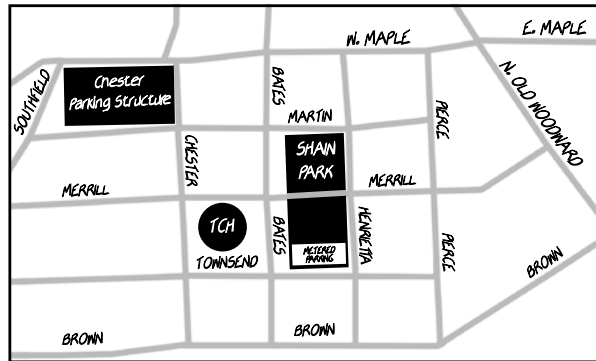 E. MAPLE
W. MAPLE
SOUTHFIELD
Chester
Parking Structure
BATES
N. OLD WOODWARD
MARTIN
PIERCE
CHESTER
SHAIN
PARK
MERRILL
MERRILL
TCH
BATES
HENRIETTA
PIERCE
METERED
PARKING
TOWNSEND
BROWN
BROWN
BROWN